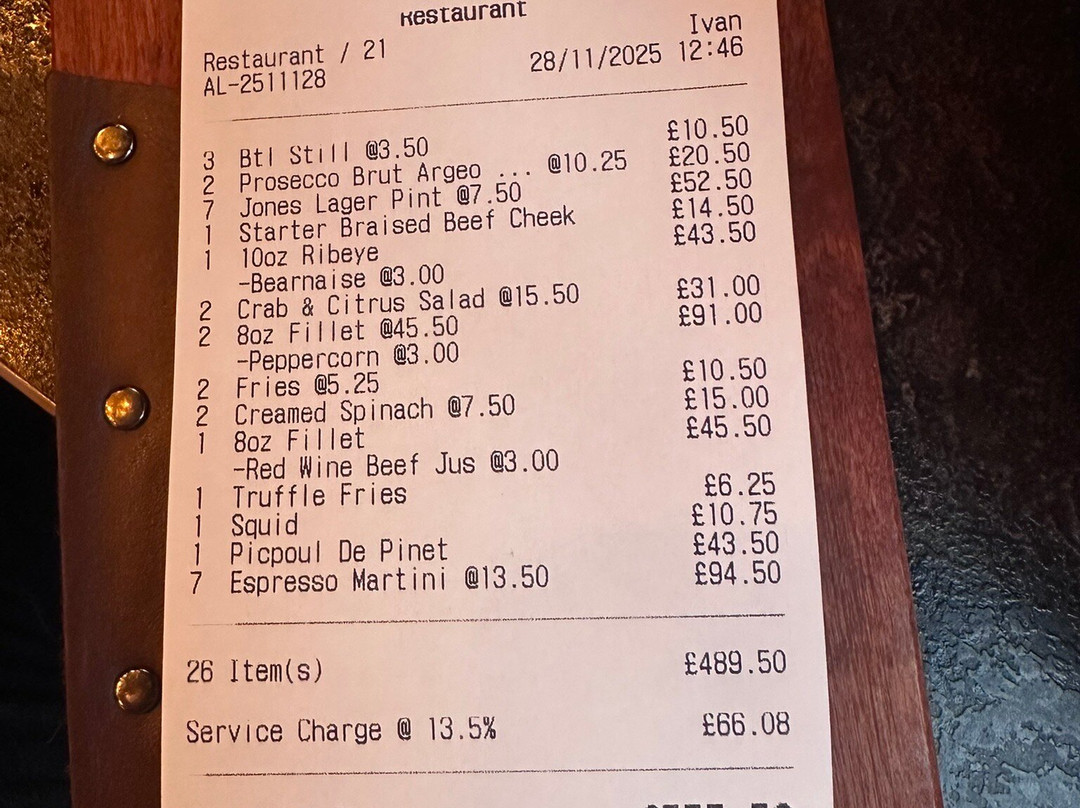 Restaurant
Ivan
Restaurant / 21
28/11/2025 12:46
AL-2511128
3 Btl Still @3.50 £10.50
2 Prosecco Brut Argeo ... @10.25 £20.50
7 Jones Lager Pint @7.50 £52.50
1 Starter Braised Beef Cheek £14.50
1 10oz Ribeye £43.50
-Bearnaise @3.00
2 Crab & Citrus Salad @15.50 £31.00
2 8oz Fillet @45.50 £91.00
-Peppercorn @3.00
2 Fries @5.25 £10.50
2 Creamed Spinach @7.50 £15.00
1 8oz Fillet £45.50
-Red Wine Beef Jus @3.00
1 Truffle Fries £6.25
1 Squid £10.75
1 Picpoul De Pinet £43.50
7 Espresso Martini @13.50 £94.50
26 Item(s) £489.50
Service Charge @ 13.5% £66.08